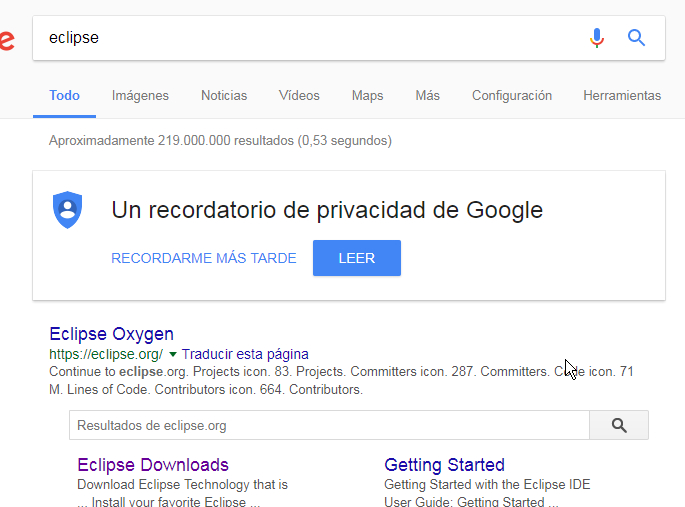 e
eclipse
Todo Imágenes Noticias Vídeos Maps Más Configuración Herramientas
Aproximadamente 219.000.000 resultados (0,53 segundos)
Un recordatorio de privacidad de Google
RECORDARME MÁS TARDE LEER
Eclipse Oxygen
https://eclipse.org/ ▼ Traducir esta página
Continue to eclipse.org. Projects icon. 83. Projects. Committers icon. 287. Committers. Code icon. 71
M. Lines of Code. Contributors icon. 664. Contributors.
Resultados de eclipse.org
Eclipse Downloads
Download Eclipse Technology that is
... Install your favorite Eclipse ...
Getting Started
Getting Started with the Eclipse IDE
User Guide: Getting Started ...